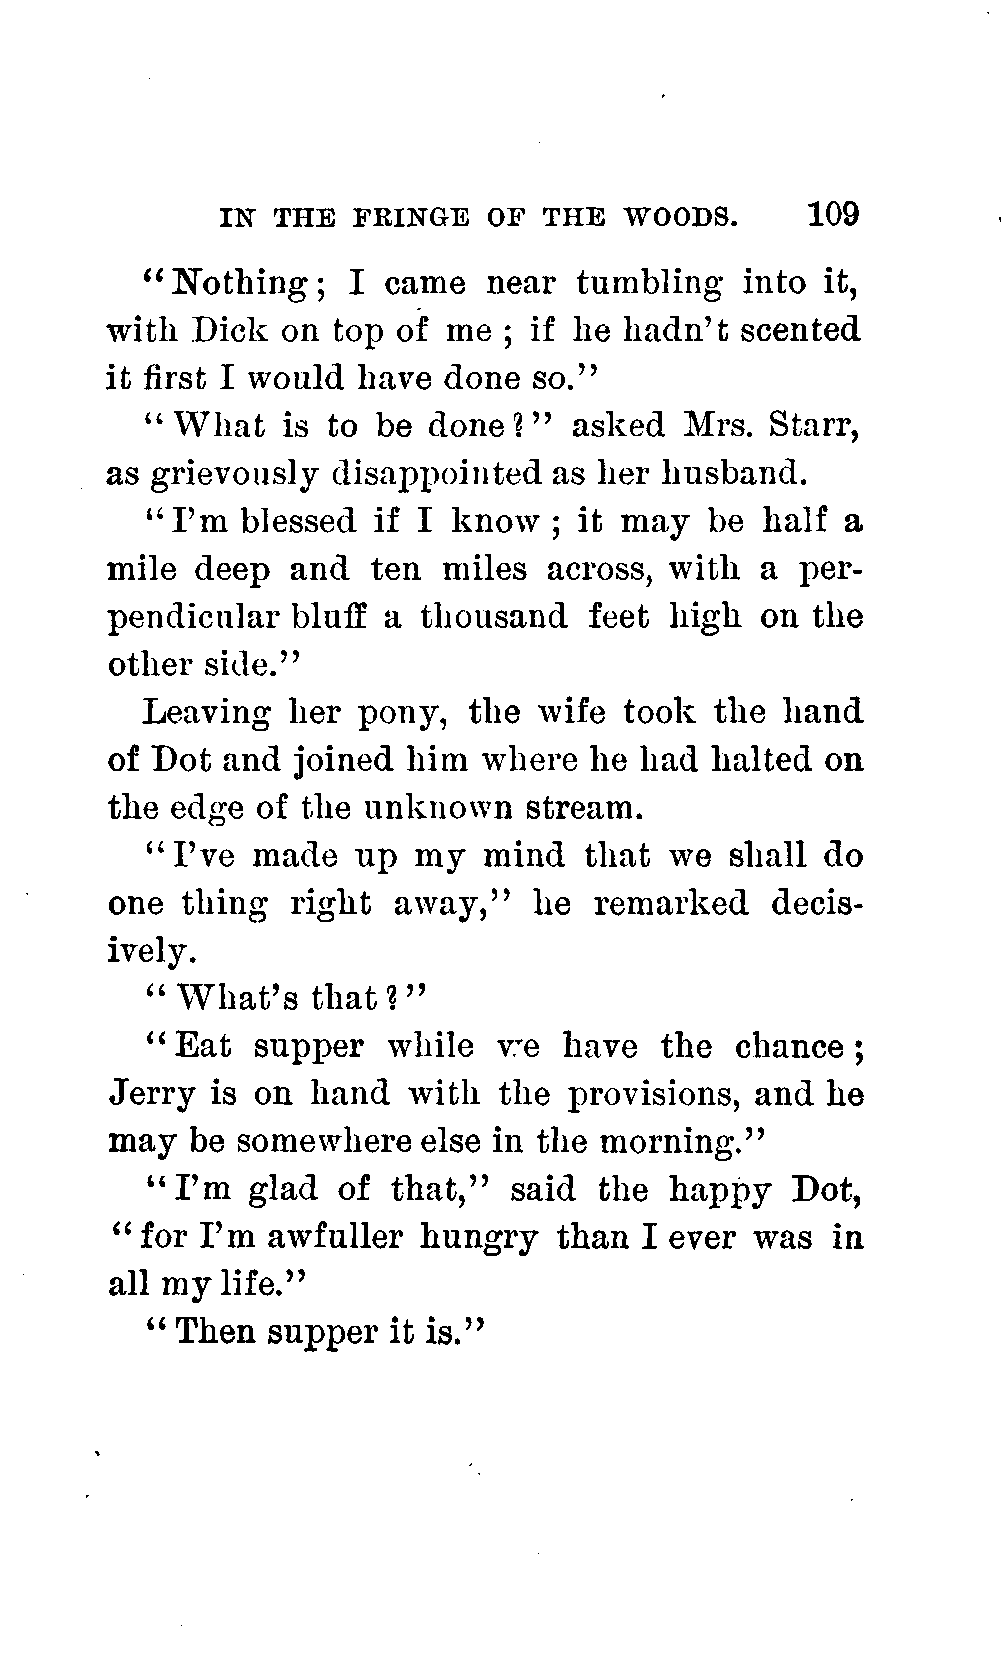 IN THE FRINGE OF THE WOODS. 109
"Nothing; I came near tumbling into it,
with Dick on top of me ; if he hadn't scented
it first I would have done so."
"What is to be done?" asked Mrs. Starr,
as grievously disappointed as her husband.
"I'm blessed if I know ; it may be half a
mile deep and ten miles across, with a per-
pendicular bluff a thousand feet high on the
other side."
Leaving her pony, the wife took the hand
of Dot and joined him where he had halted on
the edge of the unknown stream.
"I've made up my mind that we shall do
one thing right away," he remarked decis-
ively.
"What's that?"
"Eat supper while we have the chance ;
Jerry is on hand with the provisions, and he
may be somewhere else in the morning."
"I'm glad of that," said the happy Dot,
"for I'm awfuller hungry than I ever was in
all my life."
"Then supper it is."